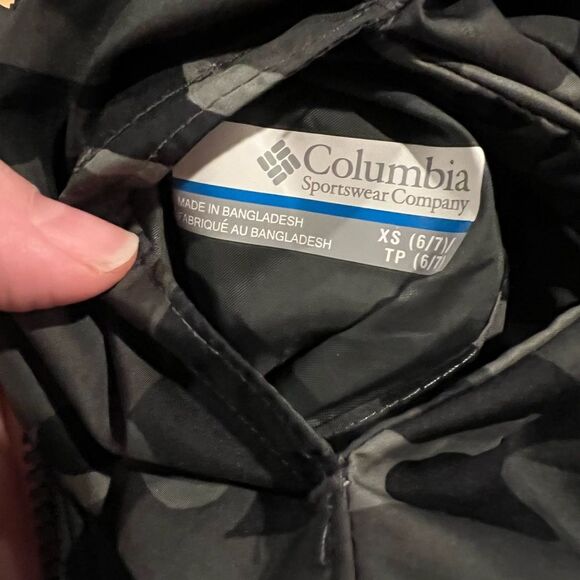 Columbia
Sportswear Company
MADE IN BANGLADESH
FABRIQUÉ AU BANGLADESH
XS (6/7)/
TP (6/7)